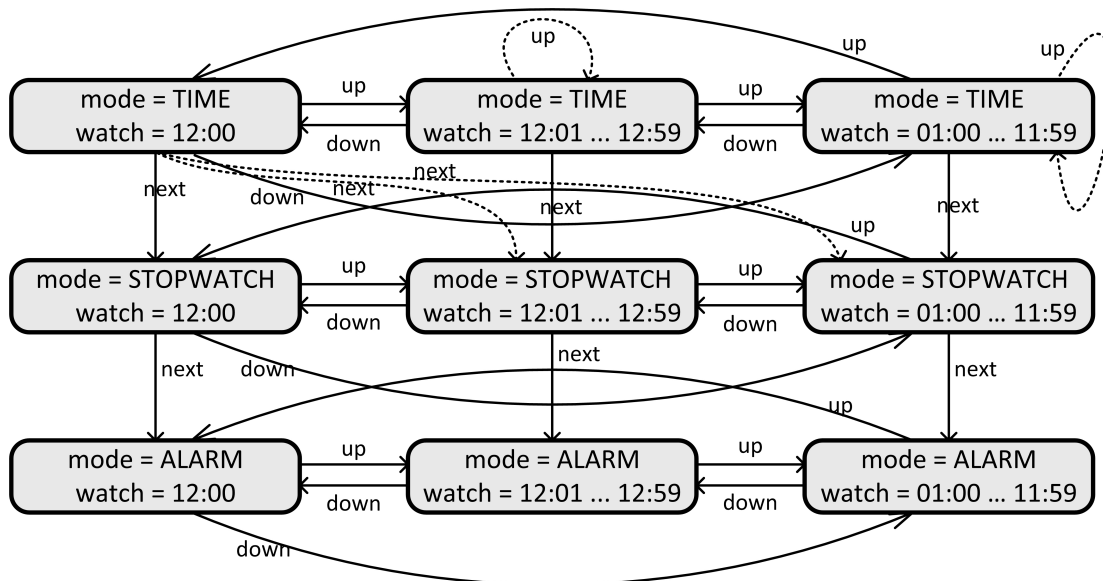 up
up
up
mode = TIME
watch = 12:00
up
down
mode = TIME
watch = 12:01 ... 12:59
up
down
mode = TIME
watch = 01:00 ... 11:59
next
down
next
next
next
next
up
mode = STOPWATCH
watch = 12:00
up
down
mode = STOPWATCH
watch = 12:01 ... 12:59
up
down
mode = STOPWATCH
watch = 01:00 ... 11:59
next
down
next
next
up
mode = ALARM
watch = 12:00
up
down
mode = ALARM
watch = 12:01 ... 12:59
up
down
mode = ALARM
watch = 01:00 ... 11:59
down